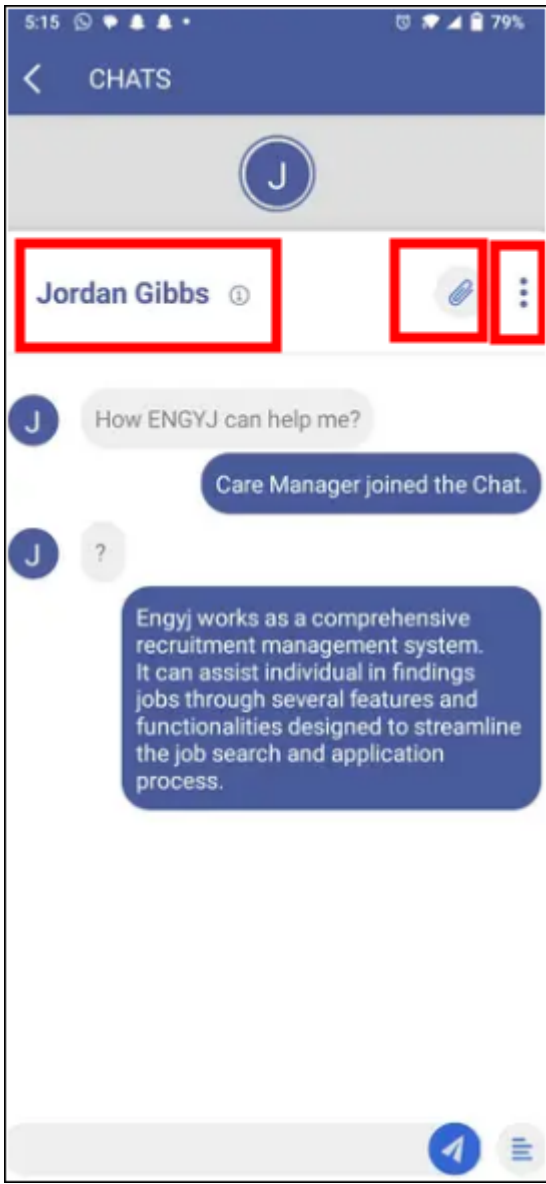 5:15
79%
CHATS
J
Jordan Gibbs
J
How ENGYJ can help me?
Care Manager joined the Chat.
J
?
Engyj works as a comprehensive
recruitment management system.
It can assist individual in findings
jobs through several features and
functionalities designed to streamline
the job search and application
process.